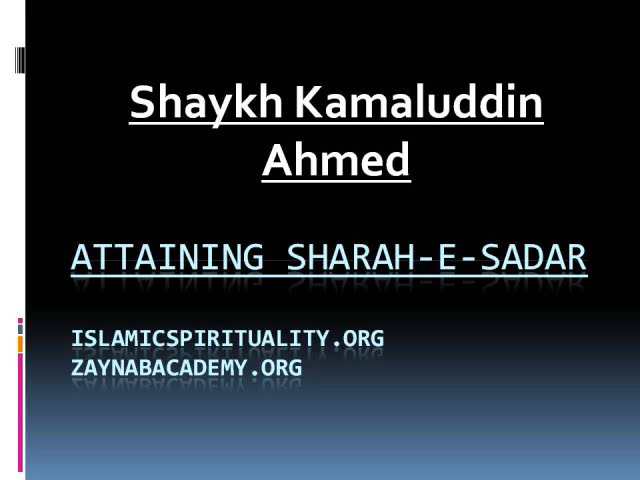 Shaykh Kamaluddin
Ahmed
ATTAINING SHARAH-E-SADAR
ISLAMICSPIRITUALITY.ORG
ZAYNABACADEMY.ORG